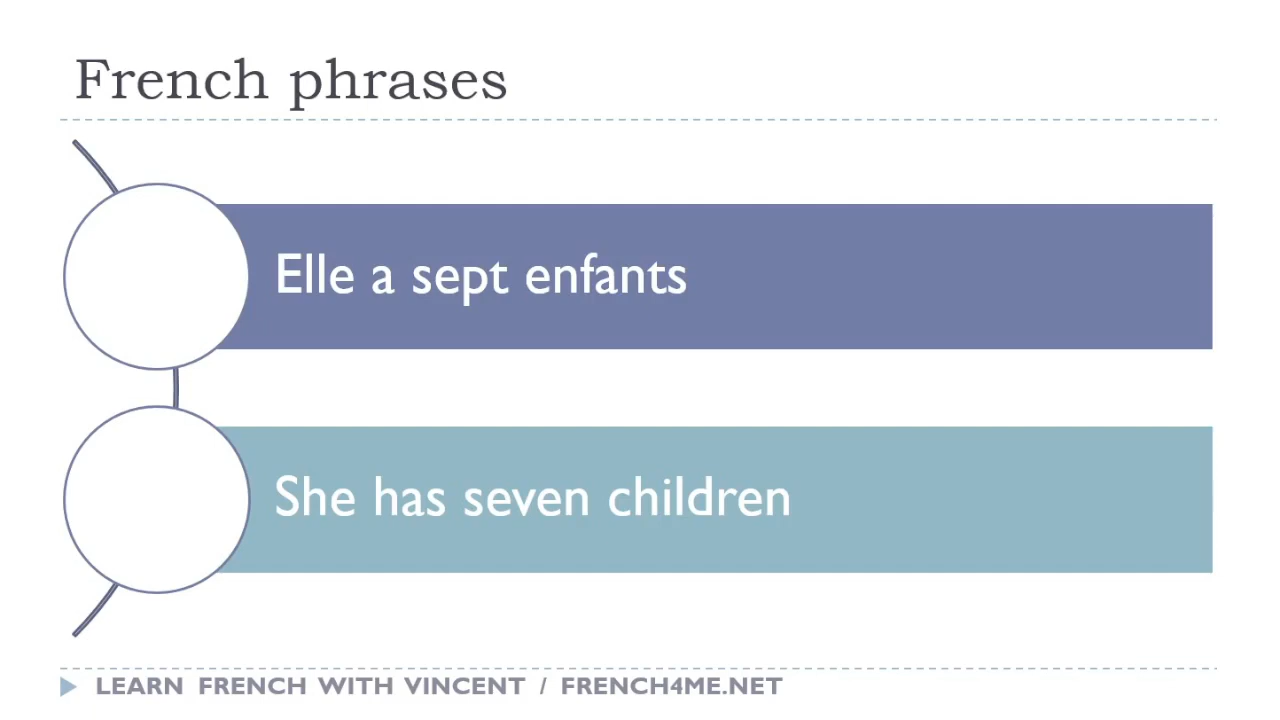 French phrases
Elle a sept enfants
She has seven children
LEARN FRENCH WITH VINCENT / FRENCH4ME.NET